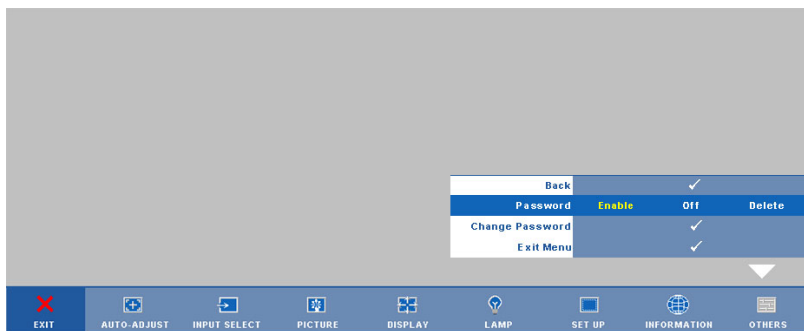 Back
Password Enable Off Delete
Change Password
Exit Menu
EXIT AUTO-ADJUST INPUT SELECT PICTURE DISPLAY LAMP SET UP INFORMATION OTHERS